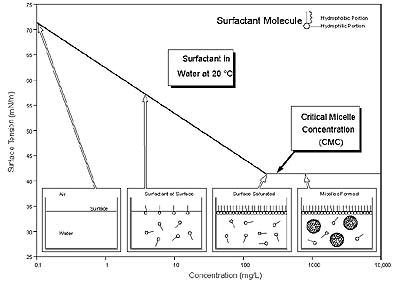 Surfactant Molecule
Hydrophobic Portion
Hydrophilic Portion
Surfactant in
Water at 20 °C
Critical Micelle
Concentration
(CMC)
Surface Tension (mN/m)
75
70
65
60
55
50
45
40
35
30
25
Air
Surface
Water
Surfactant at Surface
Surface Saturated
Micelles Formed
0.1
1
10
100
1000
10,000
Concentration (mg/L)